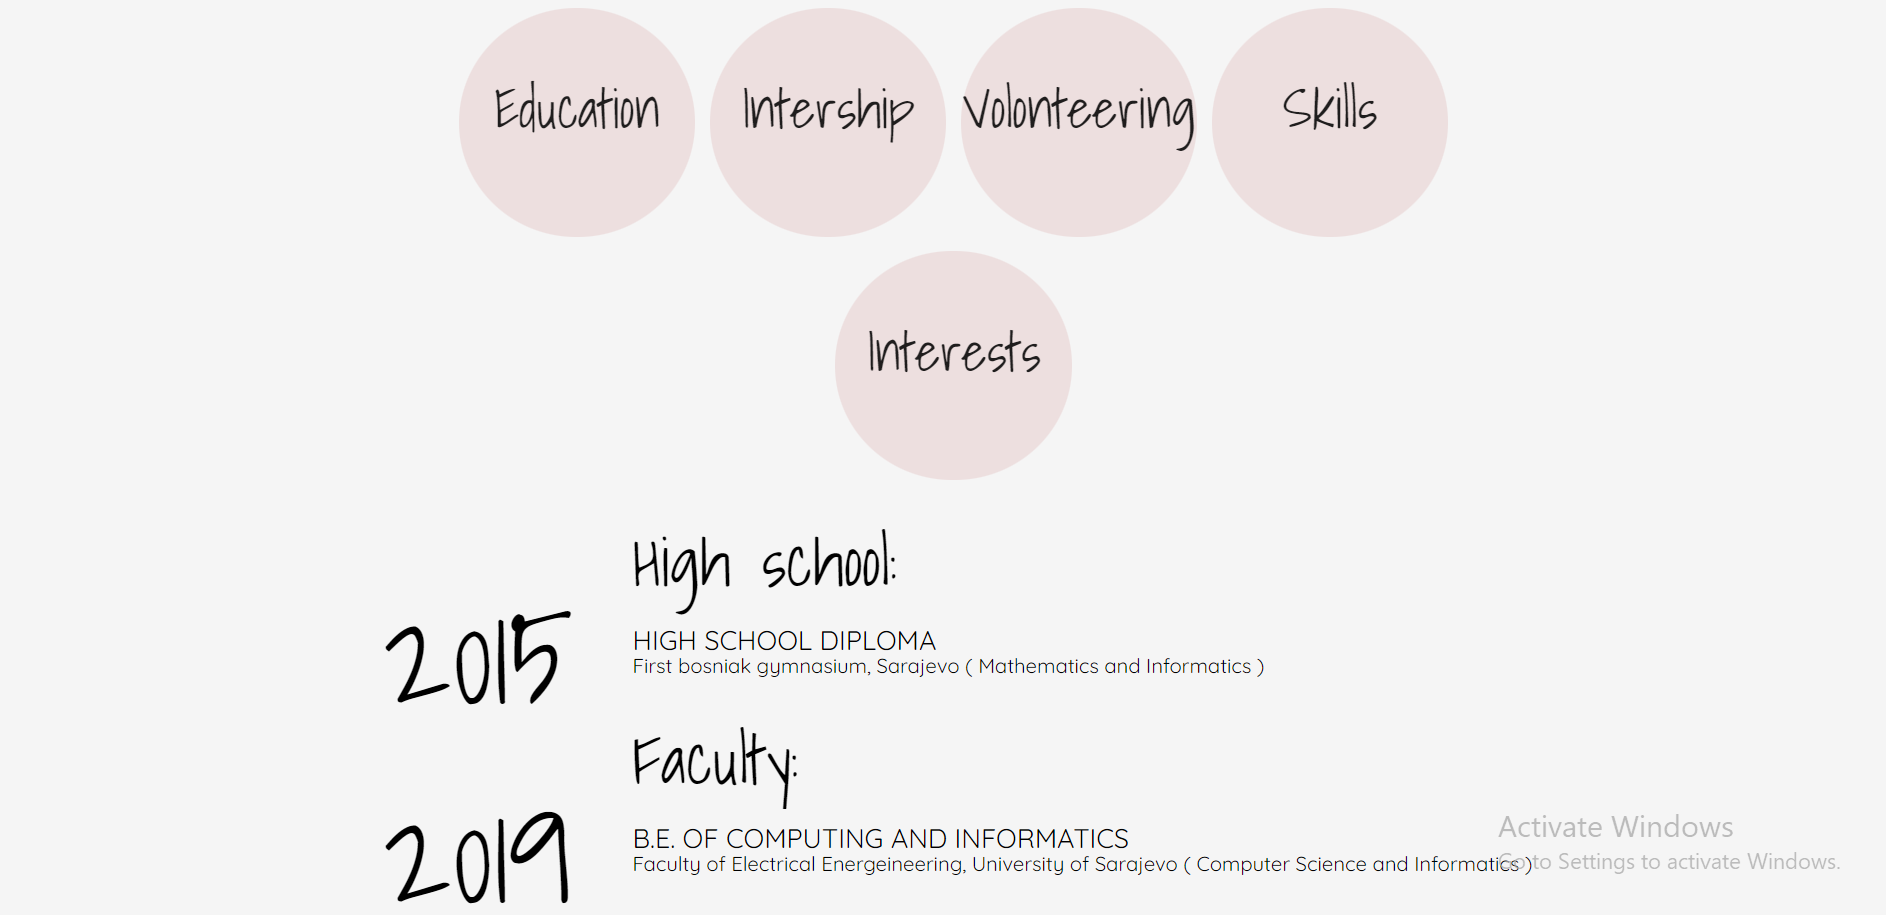 Education Intership Volonteering Skills
Interests
High school:
2015
HIGH SCHOOL DIPLOMA
First bosniak gymnasium, Sarajevo ( Mathematics and Informatics )
Faculty:
2019
B.E. OF COMPUTING AND INFORMATICS
Faculty of Electrical Energeineering, University of Sarajevo ( Computer Science and Informatics )
Activate Windows
Go to Settings to activate Windows.